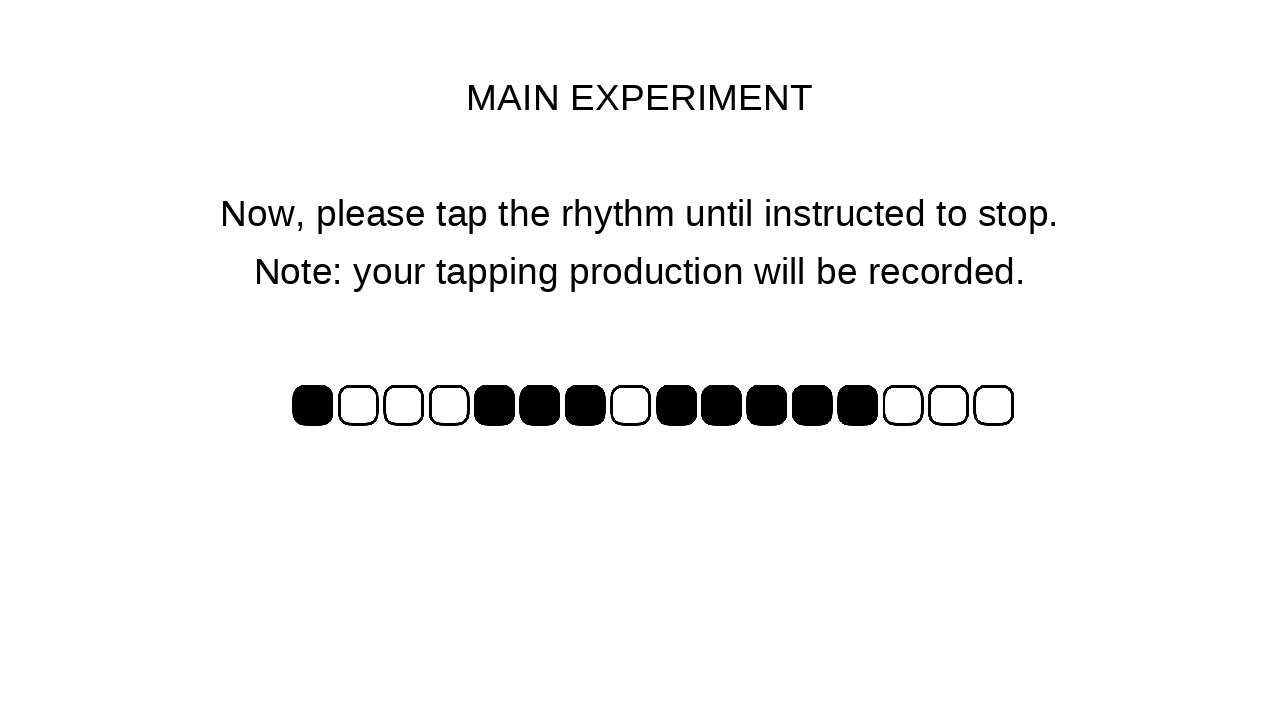 MAIN EXPERIMENT
Now, please tap the rhythm until instructed to stop.
Note: your tapping production will be recorded.